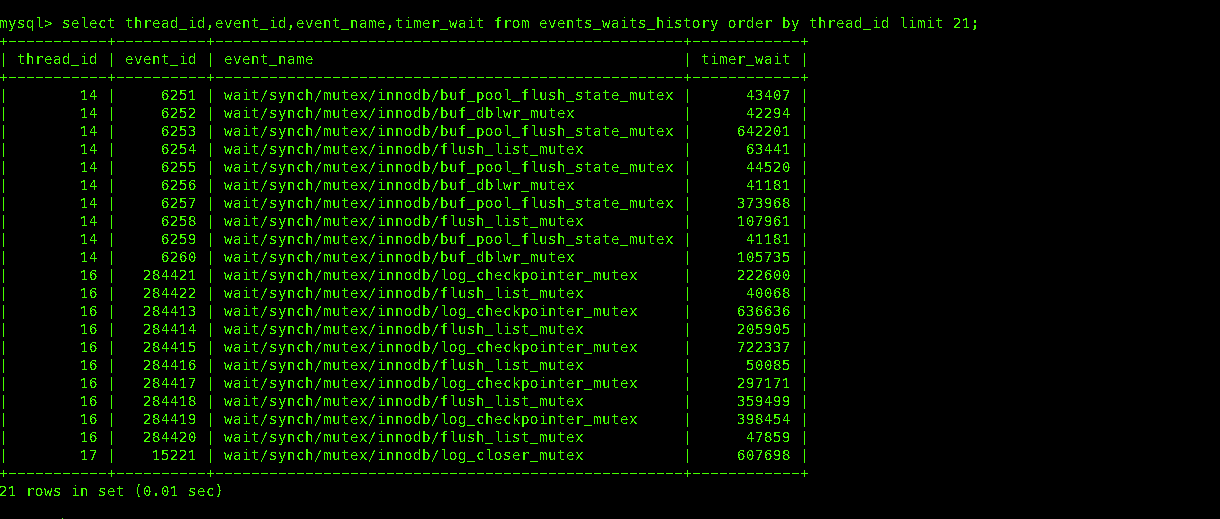 mysql> select thread_id,event_id,event_name,timer_wait from events_waits_history order by thread_id limit 21;
+-----------+----------+----------------------------------------------------+------------+
| thread_id | event_id | event_name                                         | timer_wait |
+-----------+----------+----------------------------------------------------+------------+
|        14 |     6251 | wait/synch/mutex/innodb/buf_pool_flush_state_mutex |      43407 |
|        14 |     6252 | wait/synch/mutex/innodb/buf_dblwr_mutex            |      42294 |
|        14 |     6253 | wait/synch/mutex/innodb/buf_pool_flush_state_mutex |     642201 |
|        14 |     6254 | wait/synch/mutex/innodb/flush_list_mutex           |      63441 |
|        14 |     6255 | wait/synch/mutex/innodb/buf_pool_flush_state_mutex |      44520 |
|        14 |     6256 | wait/synch/mutex/innodb/buf_dblwr_mutex            |      41181 |
|        14 |     6257 | wait/synch/mutex/innodb/buf_pool_flush_state_mutex |     373968 |
|        14 |     6258 | wait/synch/mutex/innodb/flush_list_mutex           |     107961 |
|        14 |     6259 | wait/synch/mutex/innodb/buf_pool_flush_state_mutex |      41181 |
|        14 |     6260 | wait/synch/mutex/innodb/buf_dblwr_mutex            |     105735 |
|        16 |   284421 | wait/synch/mutex/innodb/log_checkpointer_mutex     |     222600 |
|        16 |   284422 | wait/synch/mutex/innodb/flush_list_mutex           |      40068 |
|        16 |   284413 | wait/synch/mutex/innodb/log_checkpointer_mutex     |     636636 |
|        16 |   284414 | wait/synch/mutex/innodb/flush_list_mutex           |     205905 |
|        16 |   284415 | wait/synch/mutex/innodb/log_checkpointer_mutex     |     722337 |
|        16 |   284416 | wait/synch/mutex/innodb/flush_list_mutex           |      50085 |
|        16 |   284417 | wait/synch/mutex/innodb/log_checkpointer_mutex     |     297171 |
|        16 |   284418 | wait/synch/mutex/innodb/flush_list_mutex           |     359499 |
|        16 |   284419 | wait/synch/mutex/innodb/log_checkpointer_mutex     |     398454 |
|        16 |   284420 | wait/synch/mutex/innodb/flush_list_mutex           |      47859 |
|        17 |    15221 | wait/synch/mutex/innodb/log_closer_mutex           |     607698 |
+-----------+----------+----------------------------------------------------+------------+
21 rows in set (0.01 sec)